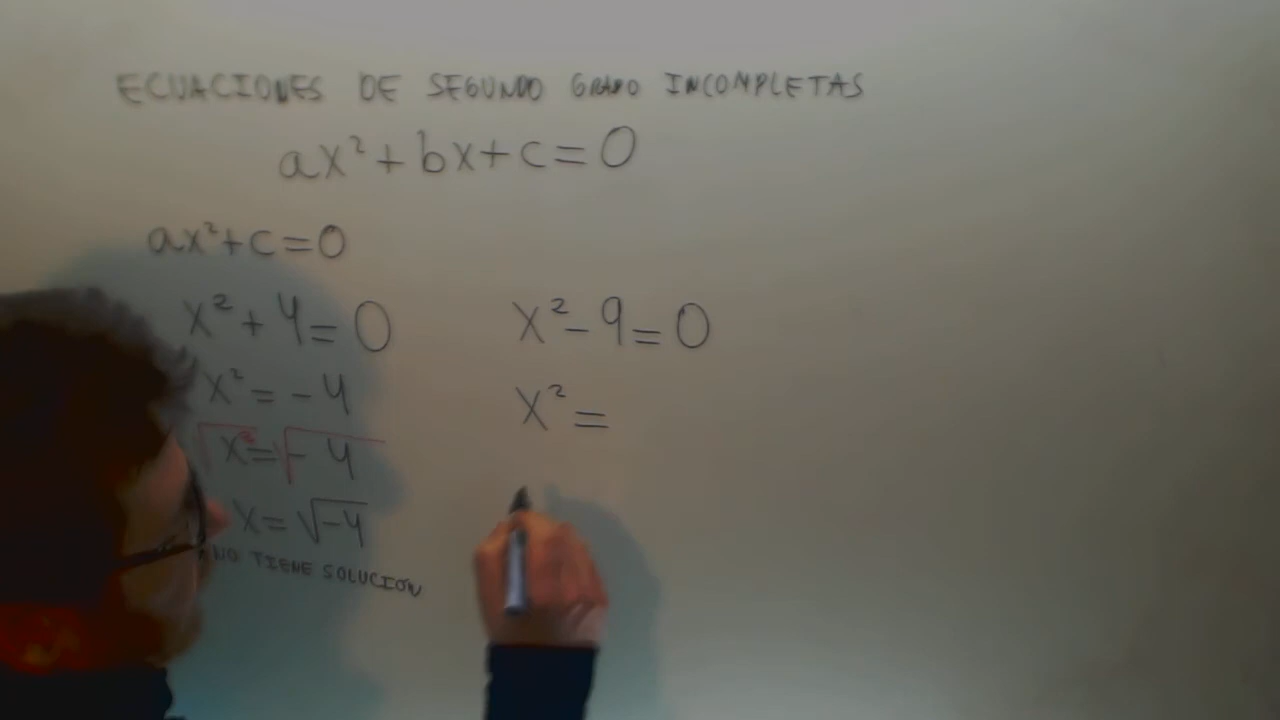 ECUACIONES DE SEGUNDO GRADO INCOMPLETAS
ax²+bx+c=0
ax²+c=0
x²+4=0
x²=-4
√x²=√-4
x=√-4
NO TIENE SOLUCION
x²-9=0
x²=